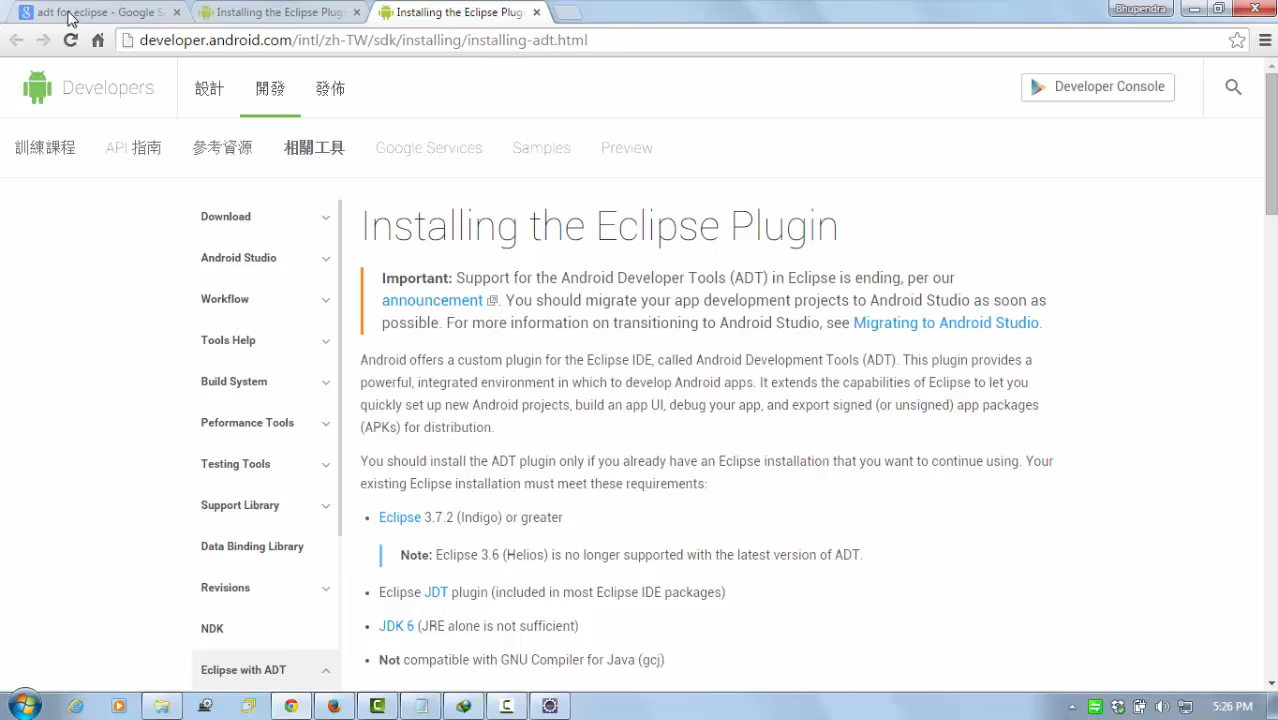 adt for eclipse - Google S
Installing the Eclipse Plug
Installing the Eclipse Plug
Bhupendra
developer.android.com/intl/zh-TW/sdk/installing/installing-adt.html
Developers
設計
開發
發佈
Developer Console
訓練課程
API 指南
參考資源
相關工具
Google Services
Samples
Preview
Download
Android Studio
Workflow
Tools Help
Build System
Peformance Tools
Testing Tools
Support Library
Data Binding Library
Revisions
NDK
Eclipse with ADT
Installing the Eclipse Plugin
Important: Support for the Android Developer Tools (ADT) in Eclipse is ending, per our
announcement. You should migrate your app development projects to Android Studio as soon as
possible. For more information on transitioning to Android Studio, see Migrating to Android Studio.
Android offers a custom plugin for the Eclipse IDE, called Android Development Tools (ADT). This plugin provides a
powerful, integrated environment in which to develop Android apps. It extends the capabilities of Eclipse to let you
quickly set up new Android projects, build an app UI, debug your app, and export signed (or unsigned) app packages
(APKs) for distribution.
You should install the ADT plugin only if you already have an Eclipse installation that you want to continue using. Your
existing Eclipse installation must meet these requirements:
• Eclipse 3.7.2 (Indigo) or greater
Note: Eclipse 3.6 (Helios) is no longer supported with the latest version of ADT.
• Eclipse JDT plugin (included in most Eclipse IDE packages)
• JDK 6 (JRE alone is not sufficient)
• Not compatible with GNU Compiler for Java (gcj)
5:26 PM